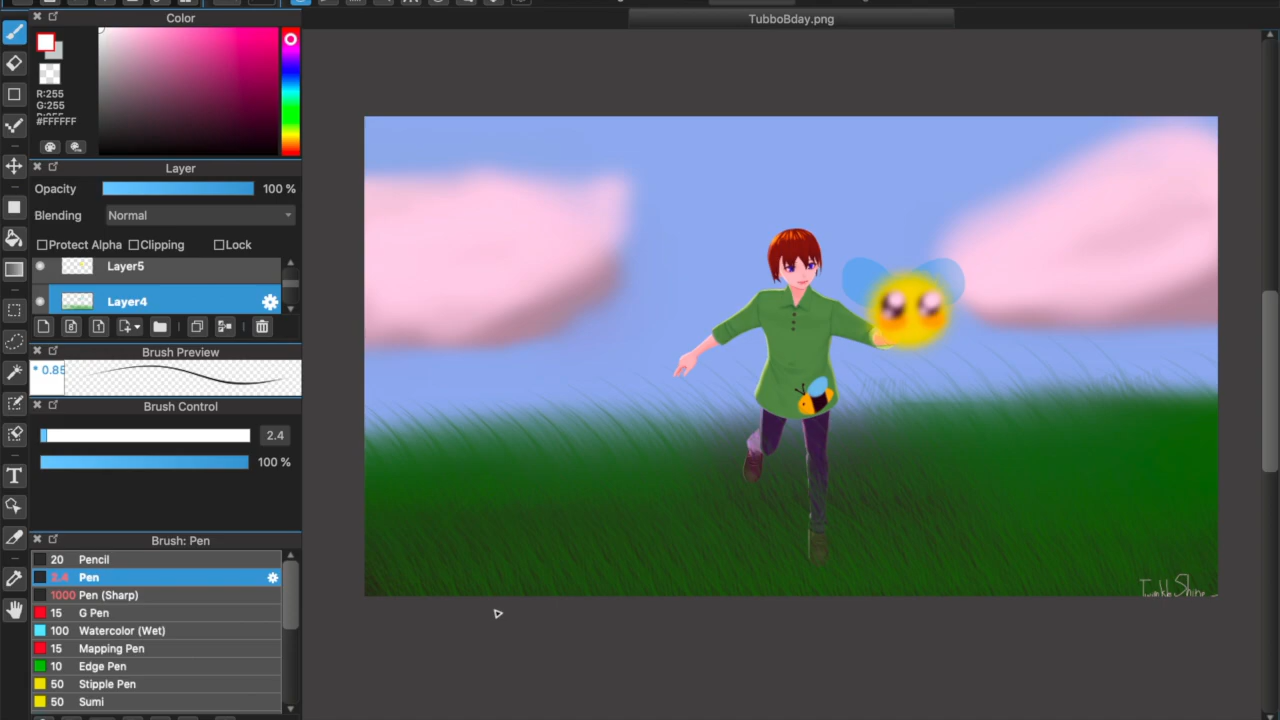 TubboBday.png
Color
R:255
G:255
#FFFFFF
Layer
Opacity 100 %
Blending Normal
Protect Alpha Clipping Lock
Layer5
Layer4
Brush Preview
* 0.85
Brush Control
2.4
100 %
Brush: Pen
20 Pencil
2.4 Pen
1000 Pen (Sharp)
15 G Pen
100 Watercolor (Wet)
15 Mapping Pen
10 Edge Pen
50 Stipple Pen
50 Sumi
Shine